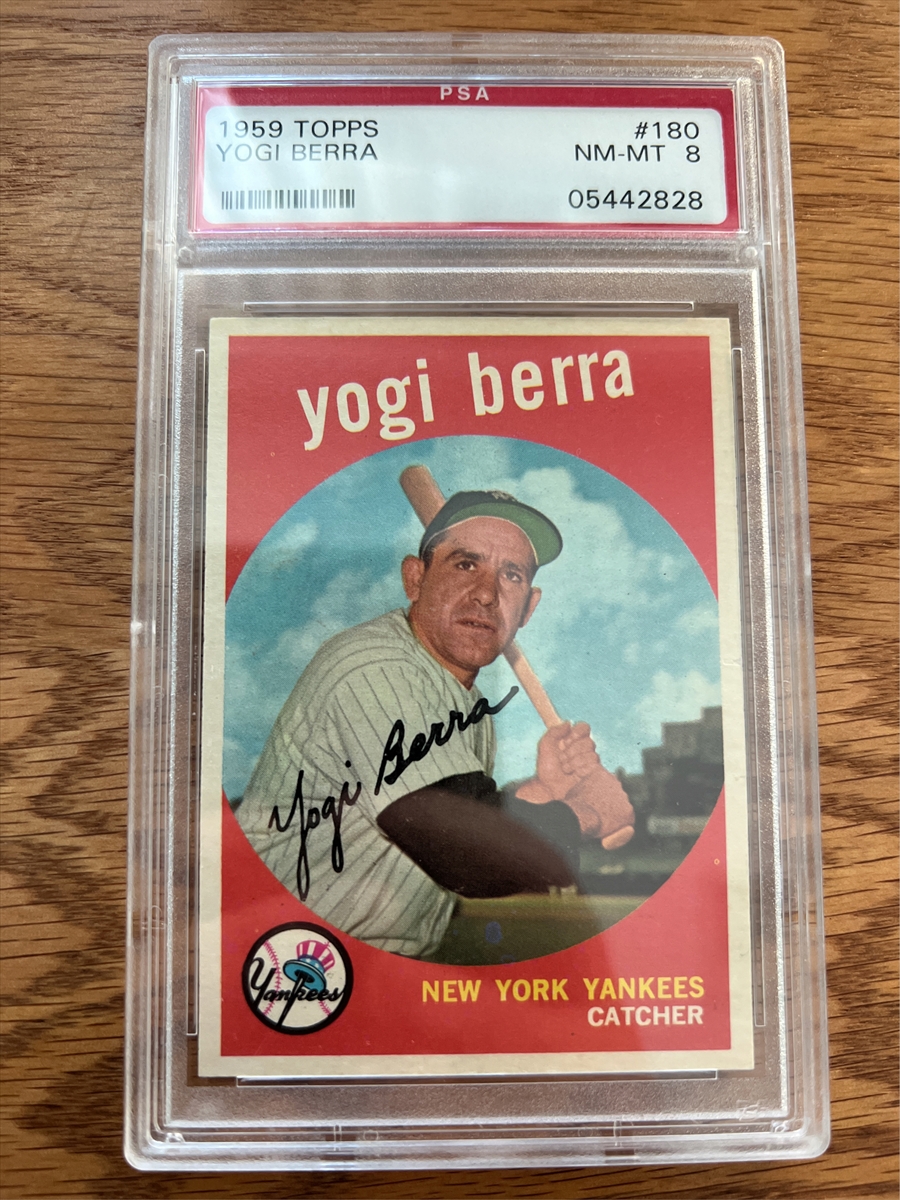 PSA
1959 TOPPS #180
YOGI BERRA NM-MT 8
05442828
yogi berra
Yogi Berra
Yankees
NEW YORK YANKEES
CATCHER